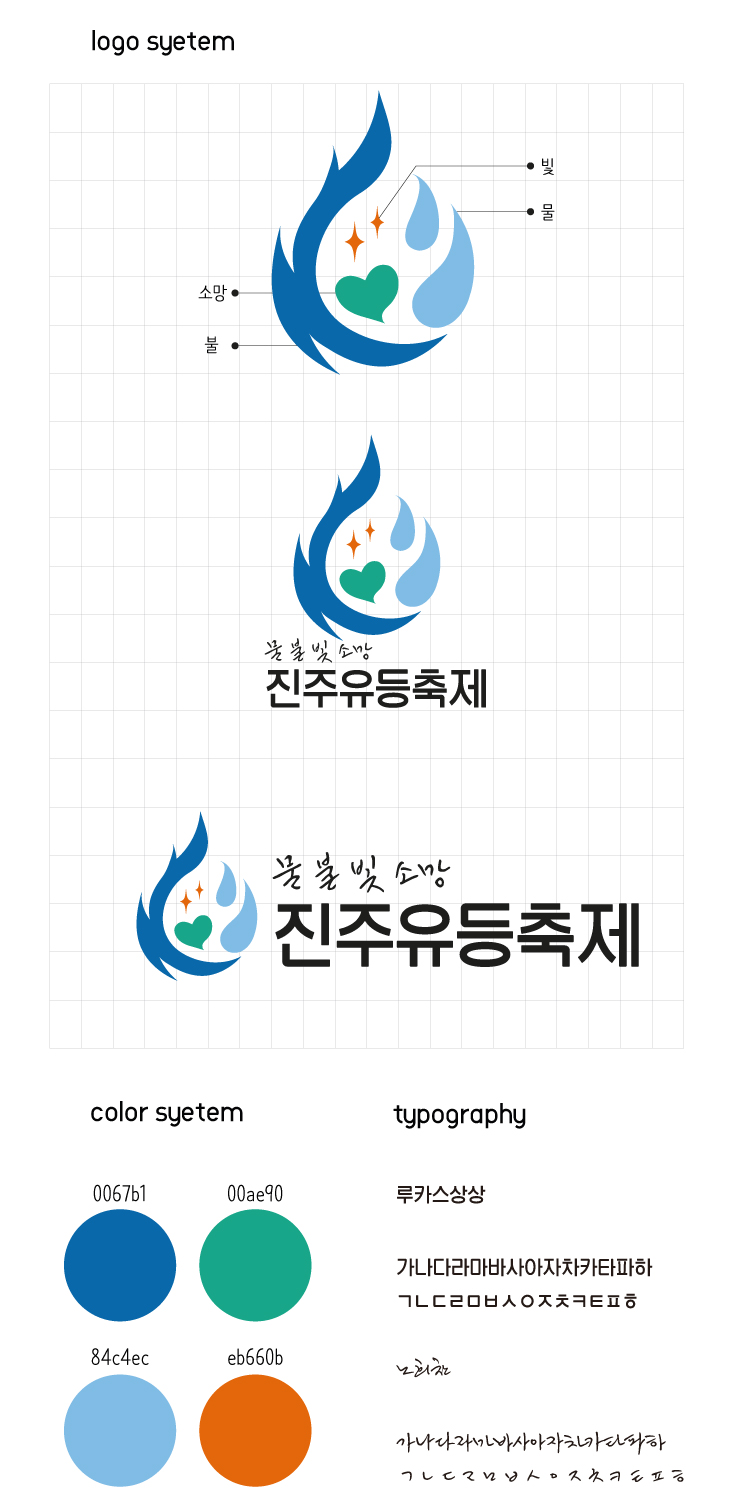 logo syetem
빛
물
소망
불
물 불 빛 소망
진주유등축제
물 불 빛 소망
진주유등축제
color syetem
typography
0067b1 00ae90
루카스상상
가나다라마바사아자차카타파하
ㄱㄴㄷㄹㅁㅂㅅㅇㅈㅊㅋㅌㅍㅎ
84c4ec eb660b
노회찬
가나다라마바사아자차카타파하
ㄱㄴㄷㄹㅁㅂㅅㅇㅈㅊㅋㅌㅍㅎ